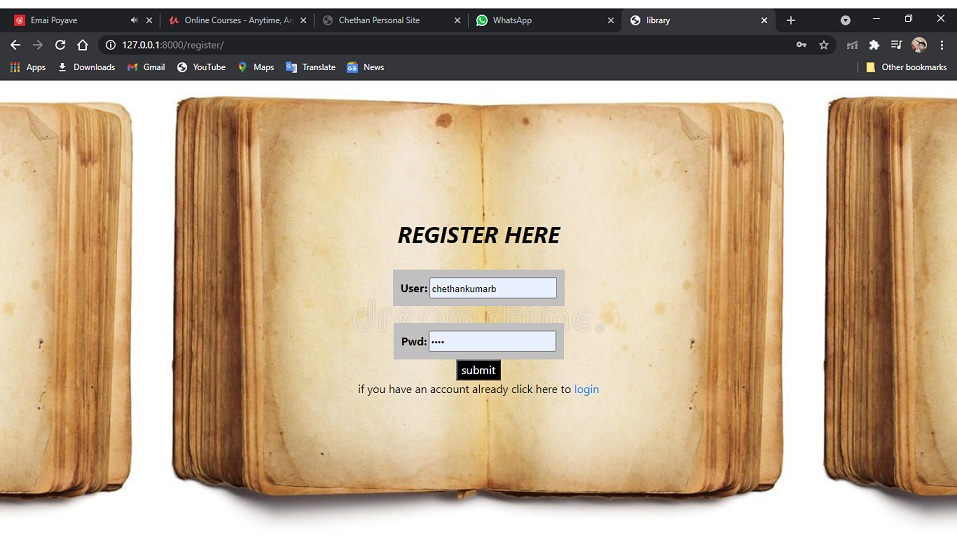 Emai Poyave
Online Courses - Anytime, An
Chethan Personal Site
WhatsApp
library
127.0.0.1:8000/register/
Apps Downloads Gmail YouTube Maps Translate News Other bookmarks
REGISTER HERE
User: chethankumarb
dreamstime.
Pwd: ••••
submit
if you have an account already click here to login